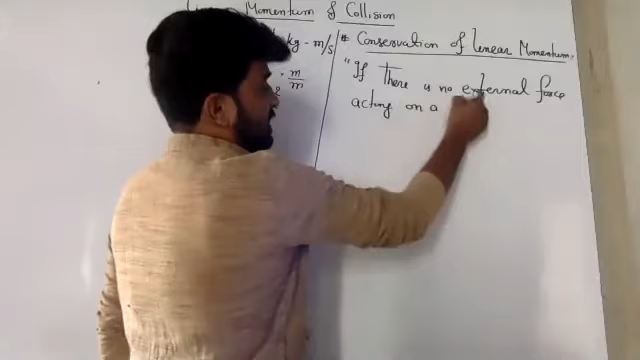 Momentum & Collision
kg - m/s
m
m
* Conservation of Linear Momentum.
"If There is no external force
acting on a